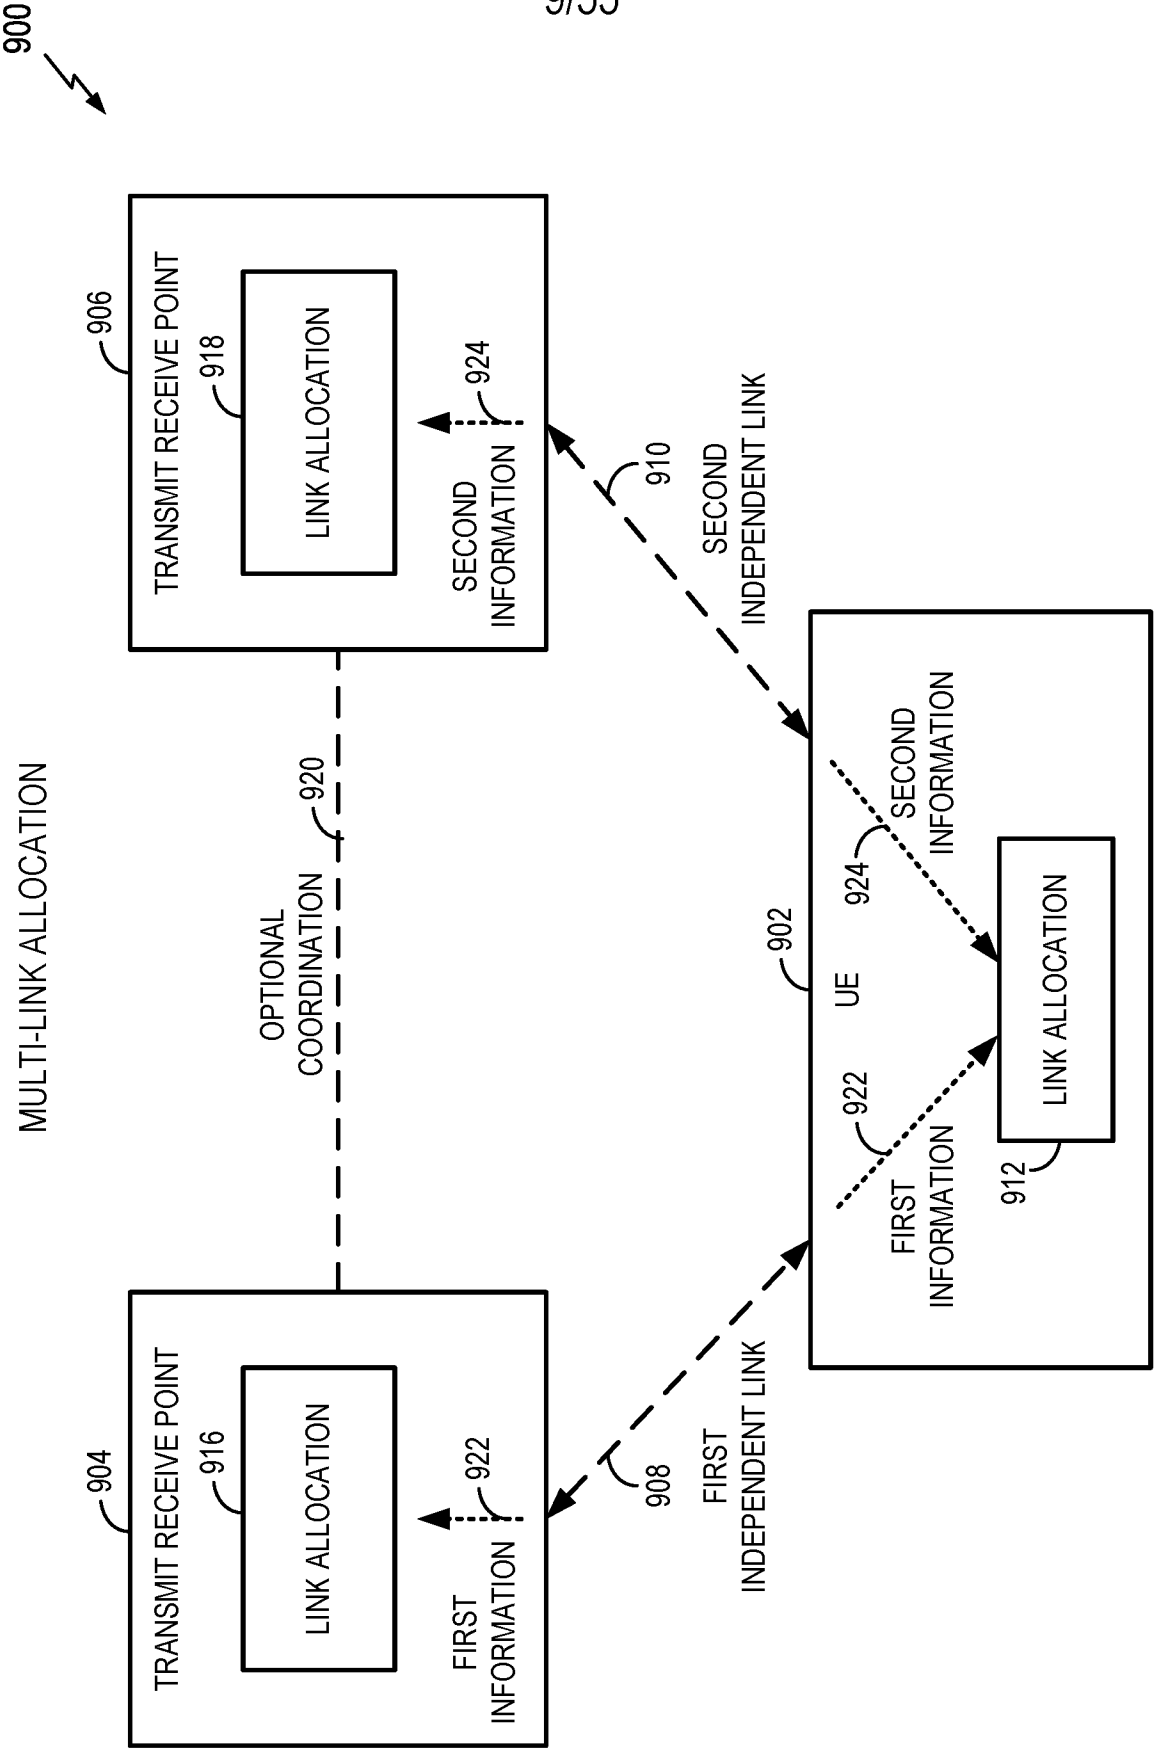 9/35
900
MULTI-LINK ALLOCATION
904
TRANSMIT RECEIVE POINT
916
LINK ALLOCATION
FIRST
INFORMATION
922
OPTIONAL
COORDINATION
920
906
TRANSMIT RECEIVE POINT
918
LINK ALLOCATION
SECOND
INFORMATION
924
908
FIRST
INDEPENDENT LINK
910
SECOND
INDEPENDENT LINK
902
UE
922
FIRST
INFORMATION
924
SECOND
INFORMATION
912
LINK ALLOCATION